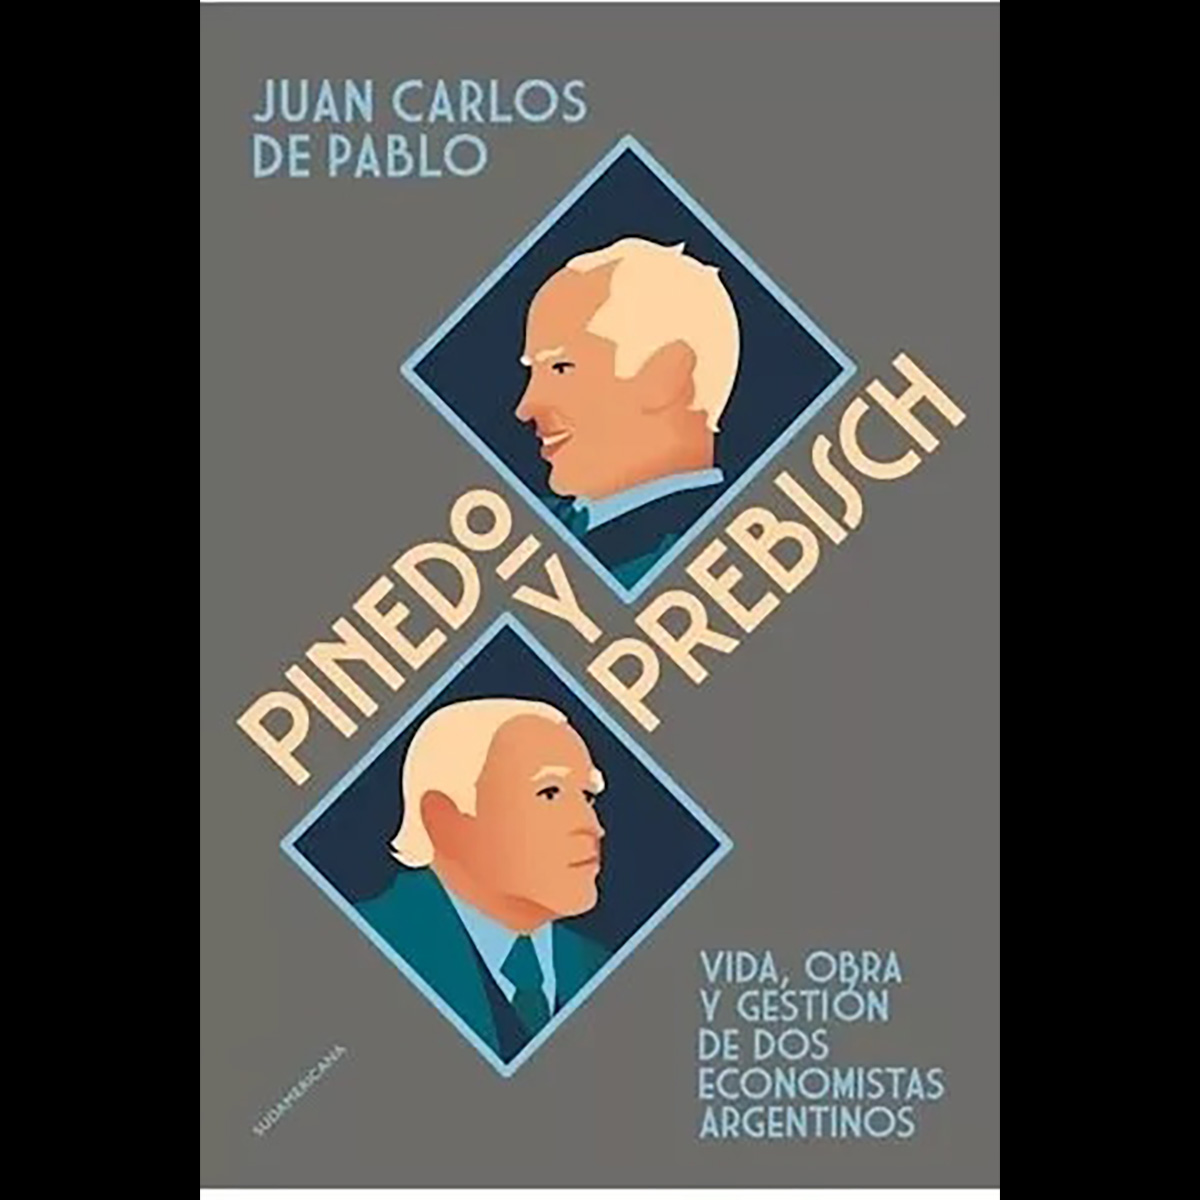 JUAN CARLOS
DE PABLO
PINEDO
Y
PREBISCH
VIDA, OBRA
Y GESTIÓN
DE DOS
ECONOMISTAS
ARGENTINOS
SUDAMERICANA